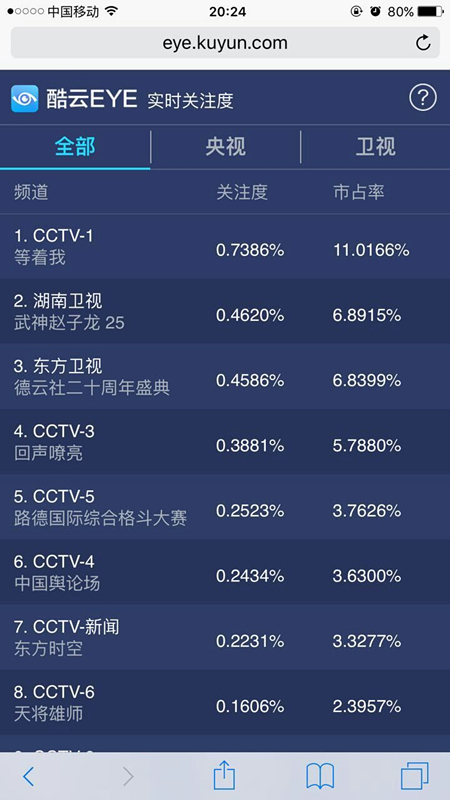 中国移动 20:24 80%
eye.kuyun.com
酷云EYE 实时关注度 ?
全部 央视 卫视
频道 关注度 市占率
1. CCTV-1
等着我
0.7386% 11.0166%
2. 湖南卫视
武神赵子龙 25
0.4620% 6.8915%
3. 东方卫视
德云社二十周年盛典
0.4586% 6.8399%
4. CCTV-3
回声嘹亮
0.3881% 5.7880%
5. CCTV-5
路德国际综合格斗大赛
0.2523% 3.7626%
6. CCTV-4
中国舆论场
0.2434% 3.6300%
7. CCTV-新闻
东方时空
0.2231% 3.3277%
8. CCTV-6
天将雄师
0.1606% 2.3957%